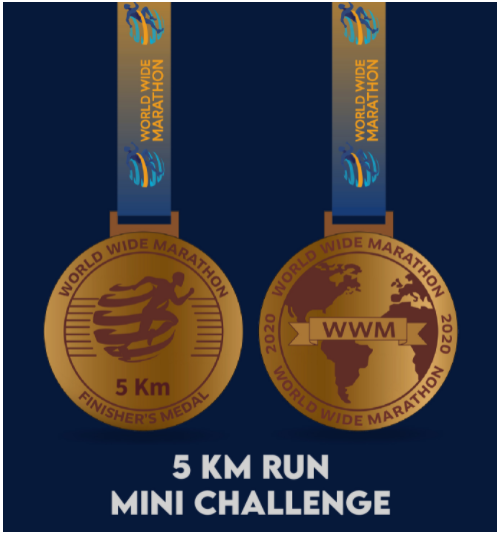 WORLD WIDE
MARATHON
WORLD WIDE
MARATHON
WORLD WIDE MARATHON
5 Km
FINISHER'S MEDAL
WORLD WIDE MARATHON
2020
WWM
2020
WORLD WIDE MARATHON
5 KM RUN
MINI CHALLENGE